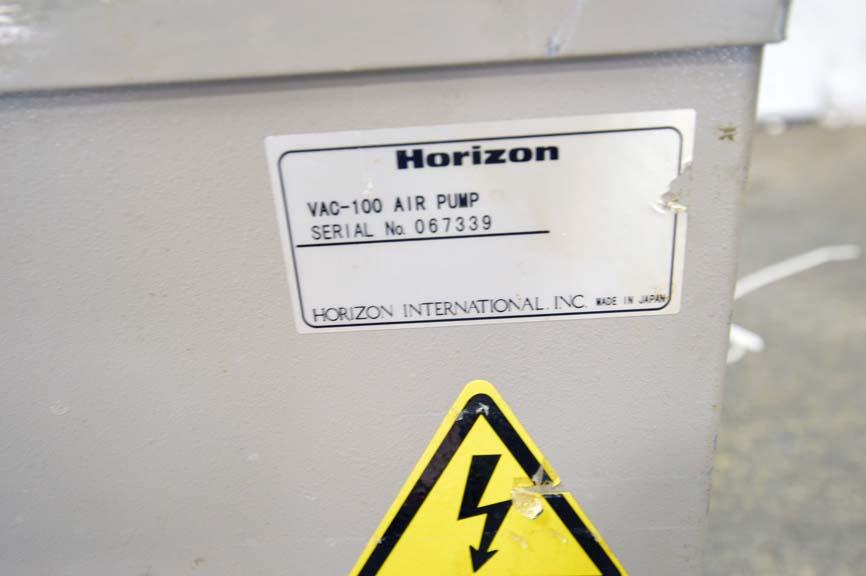 Horizon
VAC-100 AIR PUMP
SERIAL No. 067339
HORIZON INTERNATIONAL. INC. MADE IN JAPAN